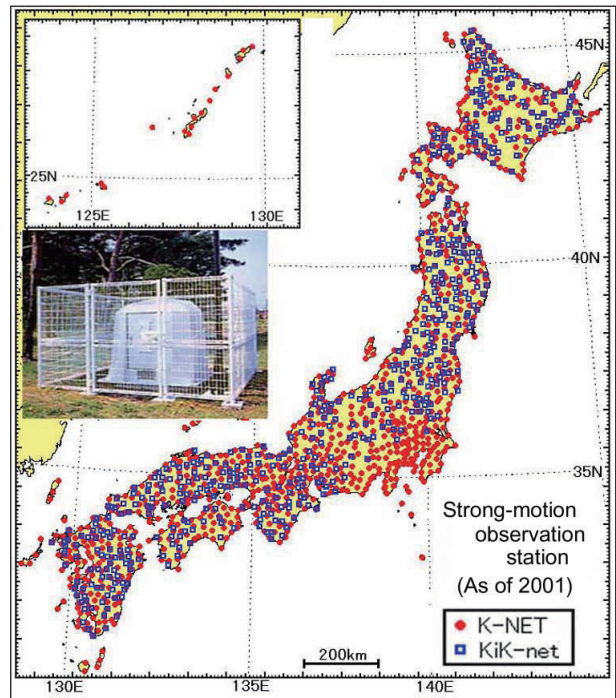 45N
25N
125E
130E
40N
35N
Strong-motion
observation
station
(As of 2001)
K-NET
KiK-net
200km
130E
135E
140E